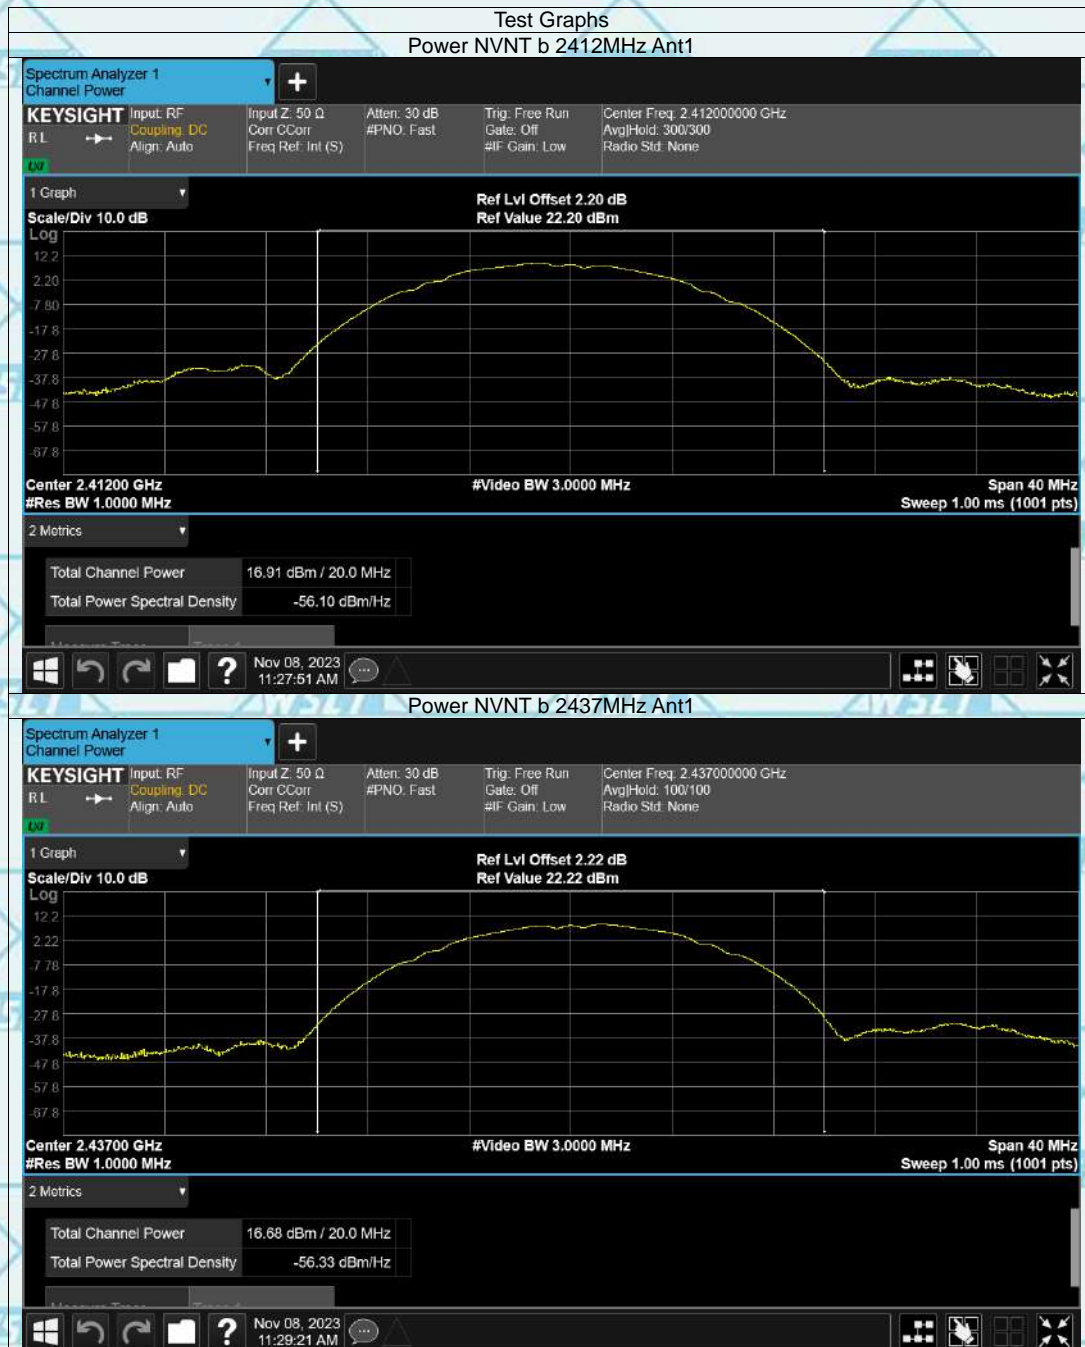 Test Graphs
Power NVNT b 2412MHz Ant1
Spectrum Analyzer 1
Channel Power
+
KEYSIGHT Input: RF Input Z: 50 Ω Atten: 30 dB Trig: Free Run Center Freq: 2.412000000 GHz
RL Coupling: DC Corr CCorr #PNO: Fast Gate: Off Avg|Hold: 300/300
Align: Auto Freq Ref: Int (S) #IF Gain: Low Radio Std: None
LXI
1 Graph Ref Lvl Offset 2.20 dB
Scale/Div 10.0 dB Ref Value 22.20 dBm
Log
12.2
2.20
-7.80
-17.8
-27.8
-37.8
-47.8
-57.8
-67.8
Center 2.41200 GHz #Video BW 3.0000 MHz Span 40 MHz
#Res BW 1.0000 MHz Sweep 1.00 ms (1001 pts)
2 Metrics
Total Channel Power 16.91 dBm / 20.0 MHz
Total Power Spectral Density -56.10 dBm/Hz
? Nov 08, 2023
11:27:51 AM
Power NVNT b 2437MHz Ant1
Spectrum Analyzer 1
Channel Power
+
KEYSIGHT Input: RF Input Z: 50 Ω Atten: 30 dB Trig: Free Run Center Freq: 2.437000000 GHz
RL Coupling: DC Corr CCorr #PNO: Fast Gate: Off Avg|Hold: 100/100
Align: Auto Freq Ref: Int (S) #IF Gain: Low Radio Std: None
LXI
1 Graph Ref Lvl Offset 2.22 dB
Scale/Div 10.0 dB Ref Value 22.22 dBm
Log
12.2
2.22
-7.78
-17.8
-27.8
-37.8
-47.8
-57.8
-67.8
Center 2.43700 GHz #Video BW 3.0000 MHz Span 40 MHz
#Res BW 1.0000 MHz Sweep 1.00 ms (1001 pts)
2 Metrics
Total Channel Power 16.68 dBm / 20.0 MHz
Total Power Spectral Density -56.33 dBm/Hz
? Nov 08, 2023
11:29:21 AM